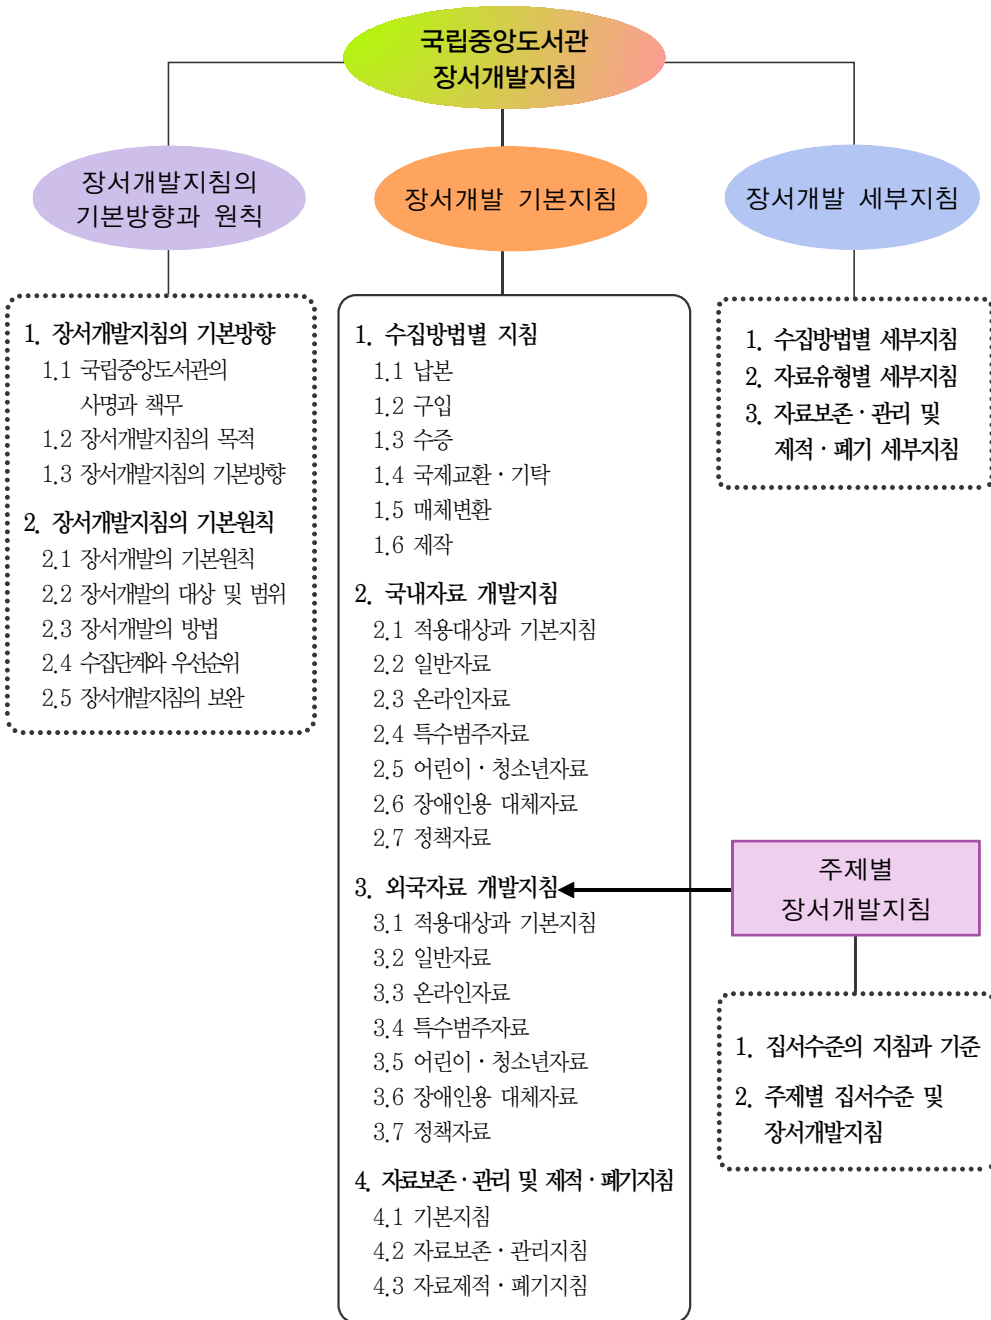 국립중앙도서관
장서개발지침
장서개발지침의
기본방향과 원칙
1. 장서개발지침의 기본방향
1.1 국립중앙도서관의
사명과 책무
1.2 장서개발지침의 목적
1.3 장서개발지침의 기본방향
2. 장서개발지침의 기본원칙
2.1 장서개발의 기본원칙
2.2 장서개발의 대상 및 범위
2.3 장서개발의 방법
2.4 수집단계와 우선순위
2.5 장서개발지침의 보완
장서개발 기본지침
1. 수집방법별 지침
1.1 납본
1.2 구입
1.3 수증
1.4 국제교환·기탁
1.5 매체변환
1.6 제작
2. 국내자료 개발지침
2.1 적용대상과 기본지침
2.2 일반자료
2.3 온라인자료
2.4 특수범주자료
2.5 어린이·청소년자료
2.6 장애인용 대체자료
2.7 정책자료
3. 외국자료 개발지침
3.1 적용대상과 기본지침
3.2 일반자료
3.3 온라인자료
3.4 특수범주자료
3.5 어린이·청소년자료
3.6 장애인용 대체자료
3.7 정책자료
4. 자료보존·관리 및 제적·폐기지침
4.1 기본지침
4.2 자료보존·관리지침
4.3 자료제적·폐기지침
장서개발 세부지침
1. 수집방법별 세부지침
2. 자료유형별 세부지침
3. 자료보존·관리 및
제적·폐기 세부지침
주제별
장서개발지침
1. 집서수준의 지침과 기준
2. 주제별 집서수준 및
장서개발지침